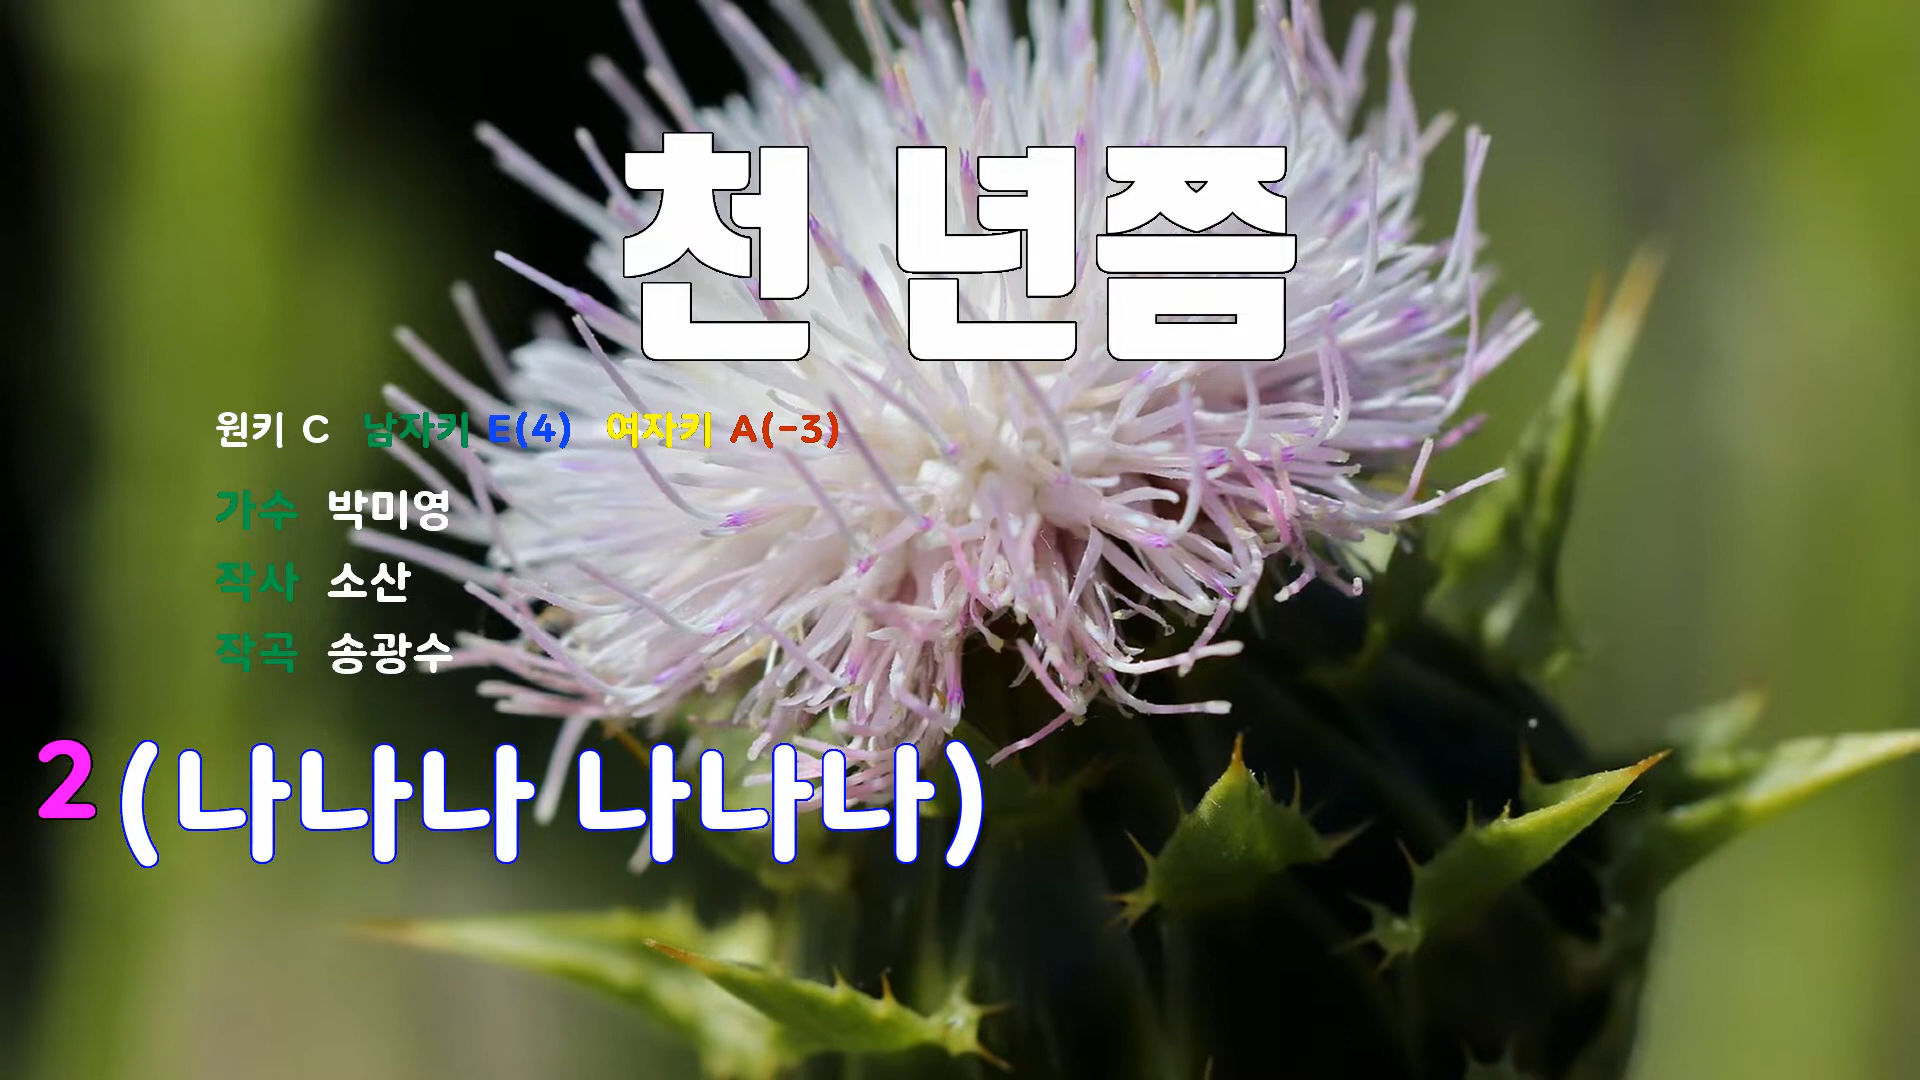 천 년쯤
원키 C 남자키 E(4) 여자키 A(-3)
가수 박미영
작사 소산
작곡 송광수
2 (나나나 나나나)